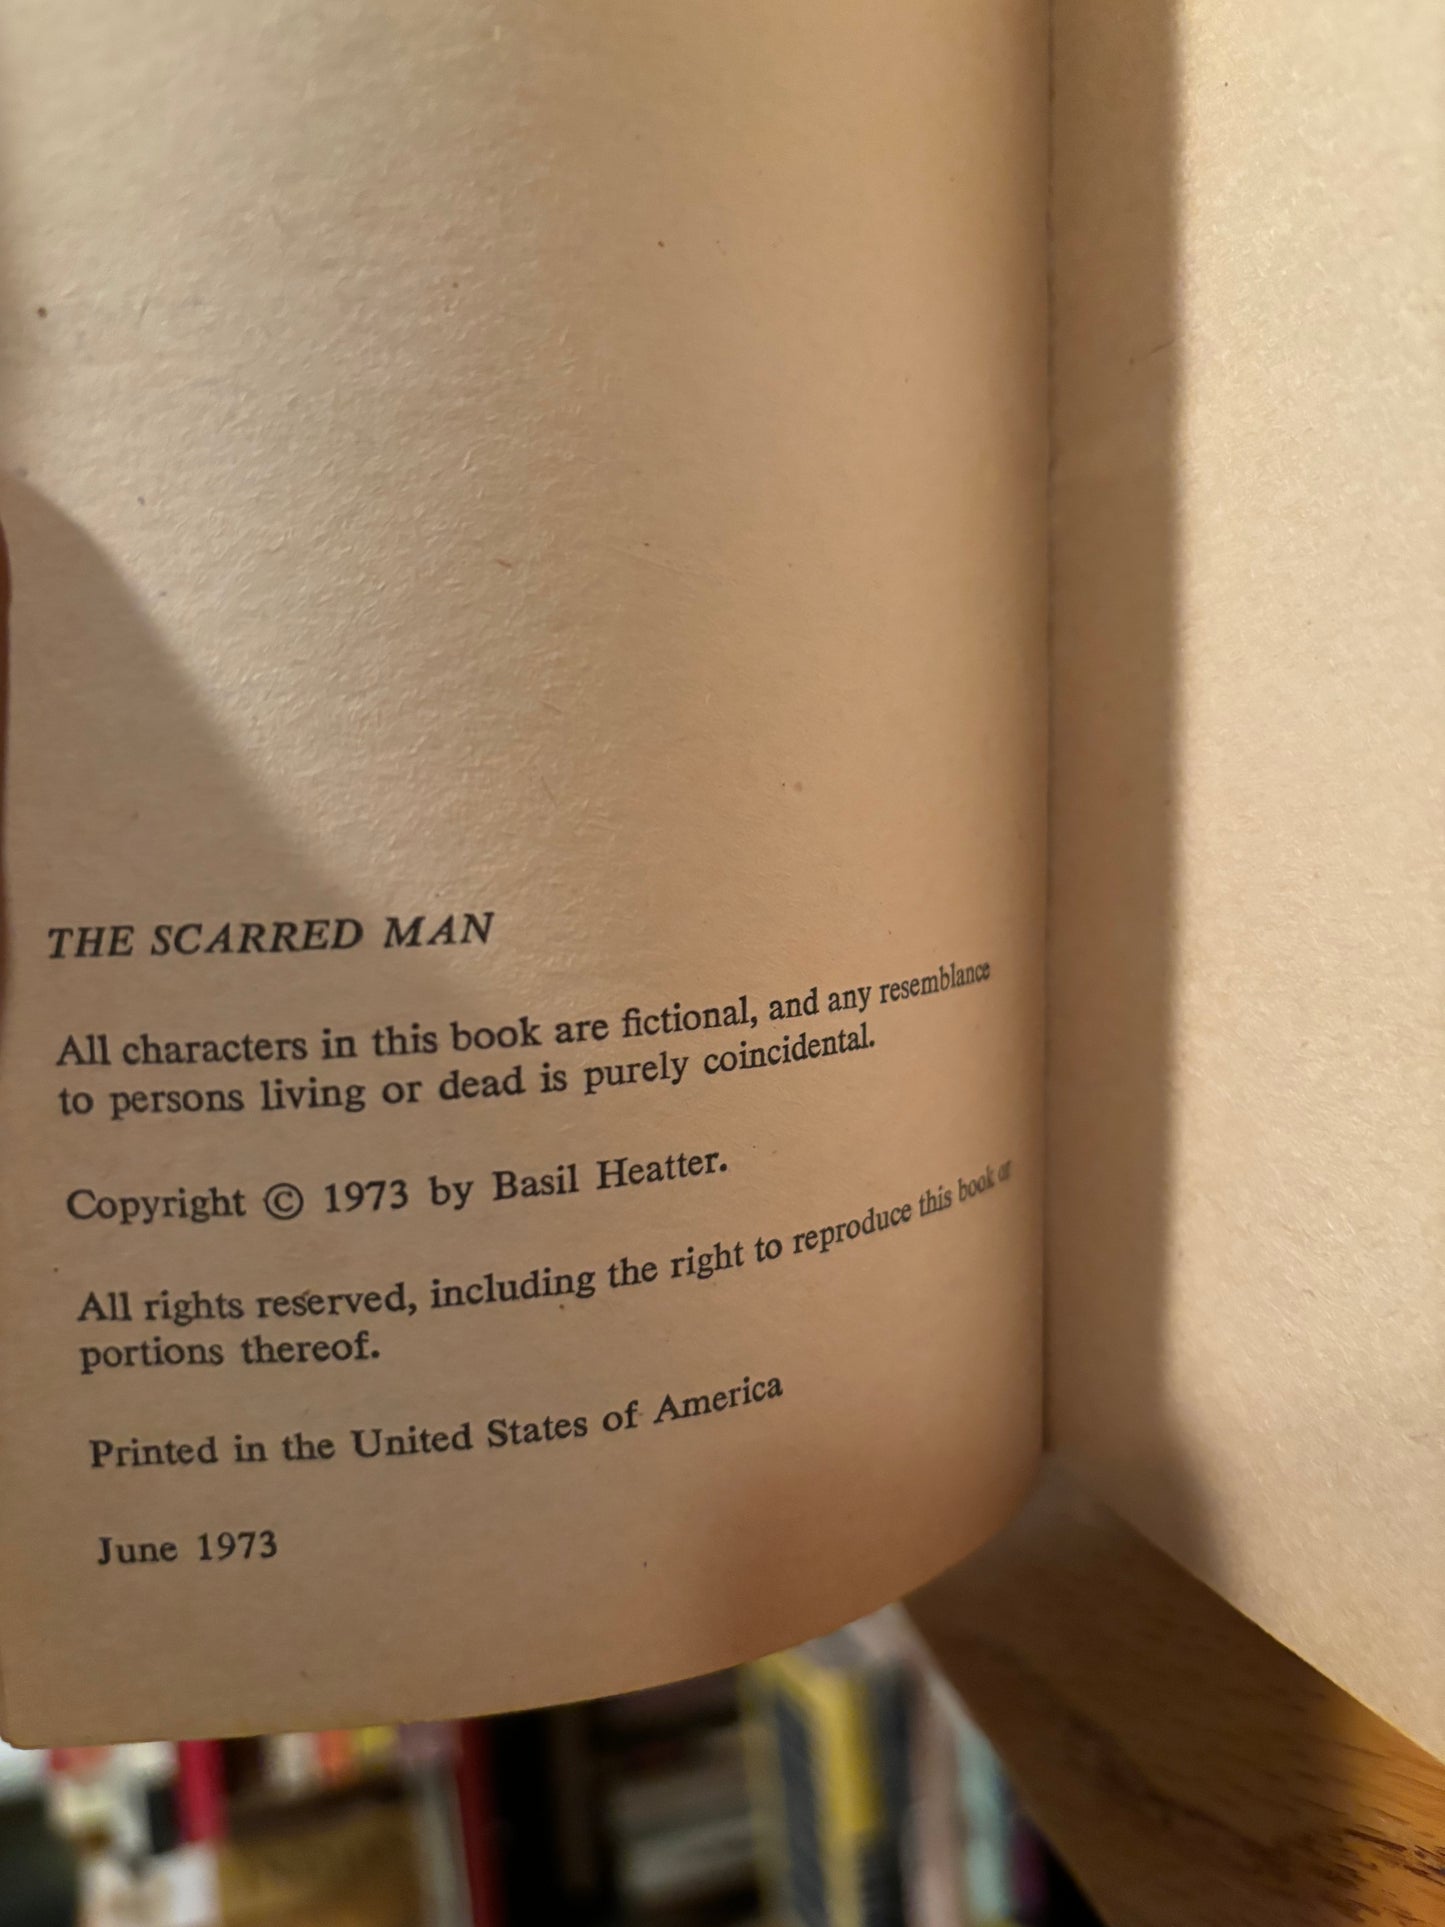 THE SCARRED MAN
All characters in this book are fictional, and any resemblance
to persons living or dead is purely coincidental.
Copyright © 1973 by Basil Heatter.
All rights reserved, including the right to reproduce this book or
portions thereof.
Printed in the United States of America
June 1973